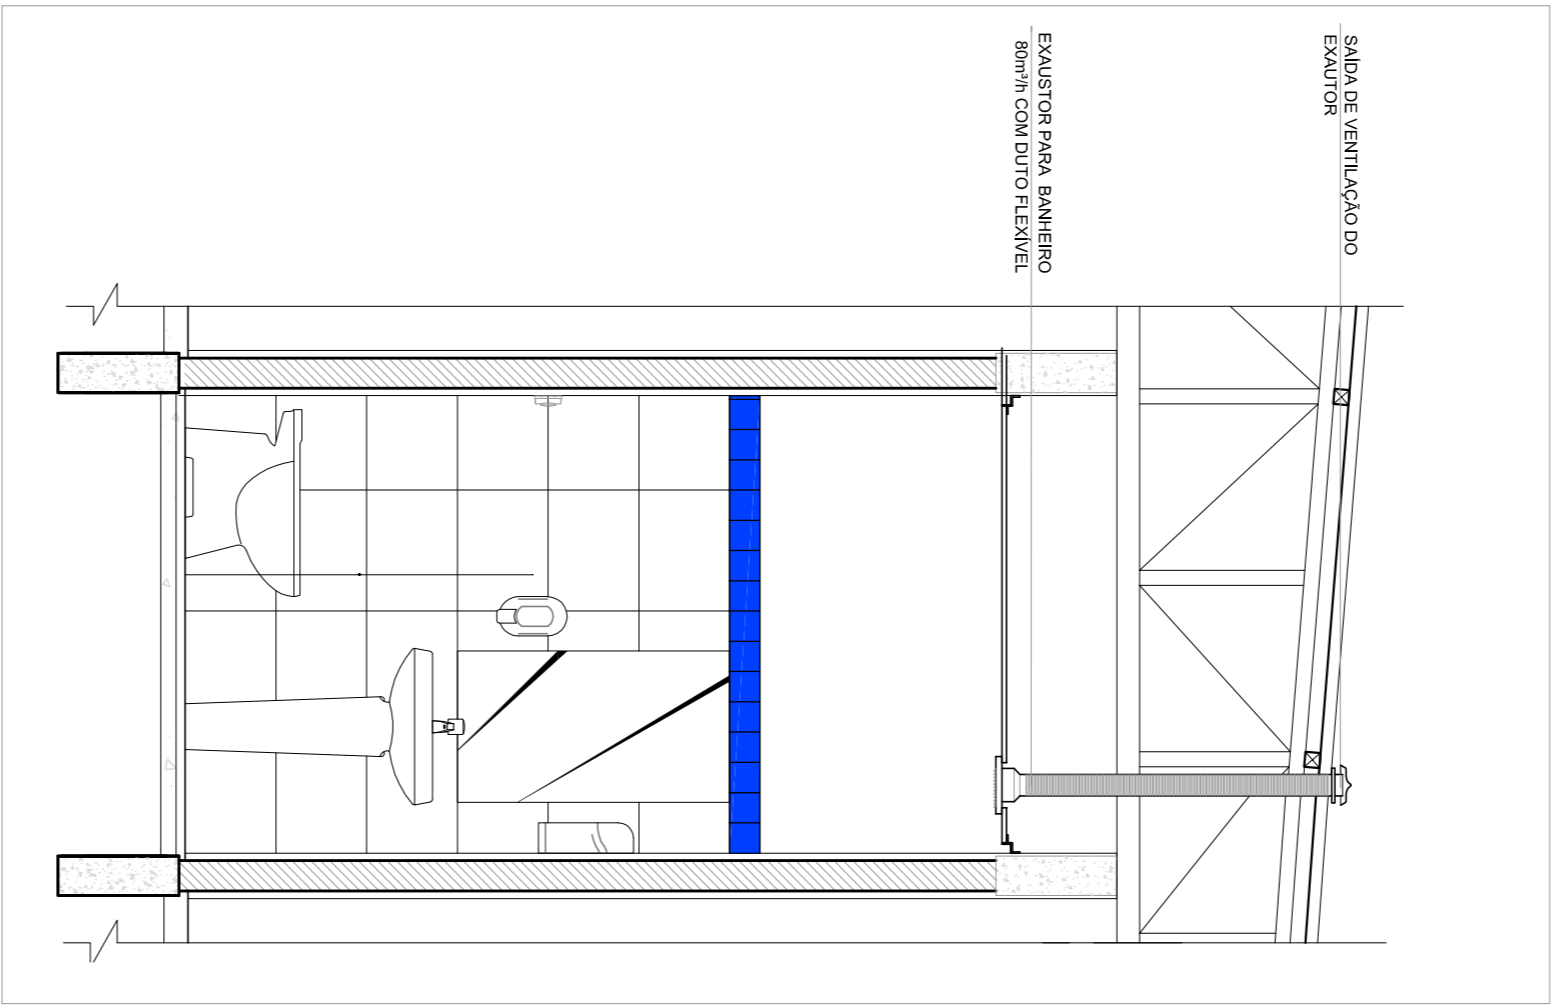 SAÍDA DE VENTILAÇÃO DO
EXAUTOR
EXAUSTOR PARA BANHEIRO
80m³/h COM DUTO FLEXÍVEL